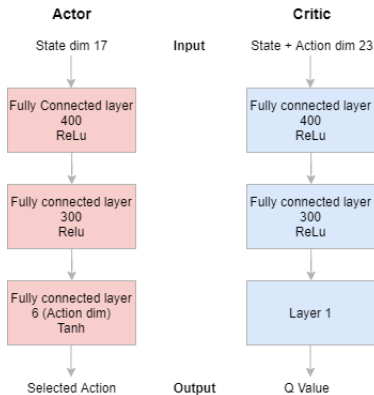 Actor
Critic
State dim 17
Input
State + Action dim 23
Fully Connected layer
400
ReLu
Fully connected layer
400
ReLu
Fully connected layer
300
Relu
Fully connected layer
300
ReLu
Fully connected layer
6 (Action dim)
Tanh
Layer 1
Selected Action
Output
Q Value